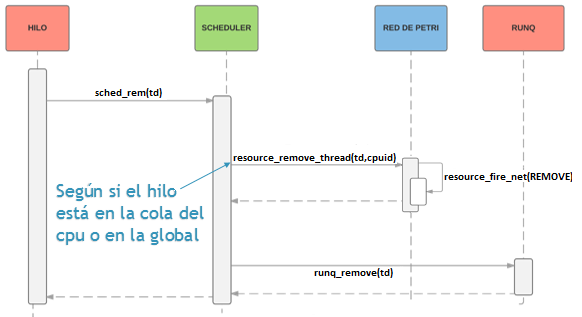 HILO
SCHEDULER
RED DE PETRI
RUNQ
sched_rem(td)
resource_remove_thread(td,cpuid)
resource_fire_net(REMOVE)
Según si el hilo
está en la cola del
cpu o en la global
runq_remove(td)